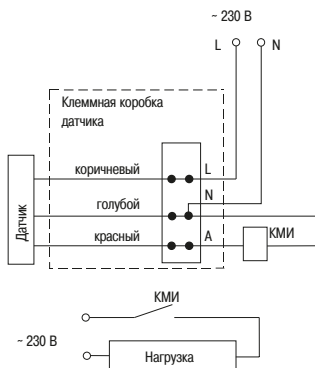 ~ 230 В
L N
Клеммная коробка
датчика
коричневый L
голубой N
красный A
Датчик
КМИ
КМИ
~ 230 В
Нагрузка